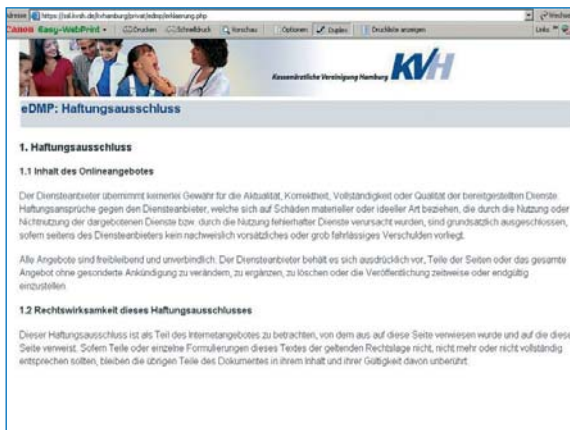 Adresse https://ssl.kvsh.de/kvhamburg/privat/edmp/erklaerung.php
Canon Easy-WebPrint Drucken Schnelldruck Vorschau Optionen Duplex Druckliste anzeigen Links
Kassenärztliche Vereinigung Hamburg KVH
eDMP: Haftungsausschluss
1. Haftungsausschluss
1.1 Inhalt des Onlineangebotes
Der Diensteanbieter übernimmt keinerlei Gewähr für die Aktualität, Korrektheit, Vollständigkeit oder Qualität der bereitgestellten Dienste.
Haftungsansprüche gegen den Diensteanbieter, welche sich auf Schäden materieller oder ideeller Art beziehen, die durch die Nutzung oder
Nichtnutzung der dargebotenen Dienste bzw. durch die Nutzung fehlerhafter Dienste verursacht wurden, sind grundsätzlich ausgeschlossen,
sofern seitens des Diensteanbieters kein nachweislich vorsätzliches oder grob fahrlässiges Verschulden vorliegt.
Alle Angebote sind freibleibend und unverbindlich. Der Diensteanbieter behält es sich ausdrücklich vor, Teile der Seiten oder das gesamte
Angebot ohne gesonderte Ankündigung zu verändern, zu ergänzen, zu löschen oder die Veröffentlichung zeitweise oder endgültig
einzustellen.
1.2 Rechtswirksamkeit dieses Haftungsausschlusses
Dieser Haftungsausschluss ist als Teil des Internetangebotes zu betrachten, von dem aus auf diese Seite verwiesen wurde und auf die diese
Seite verweist. Sofern Teile oder einzelne Formulierungen dieses Textes der geltenden Rechtslage nicht, nicht mehr oder nicht vollständig
entsprechen sollten, bleiben die übrigen Teile des Dokumentes in ihrem Inhalt und ihrer Gültigkeit davon unberührt.